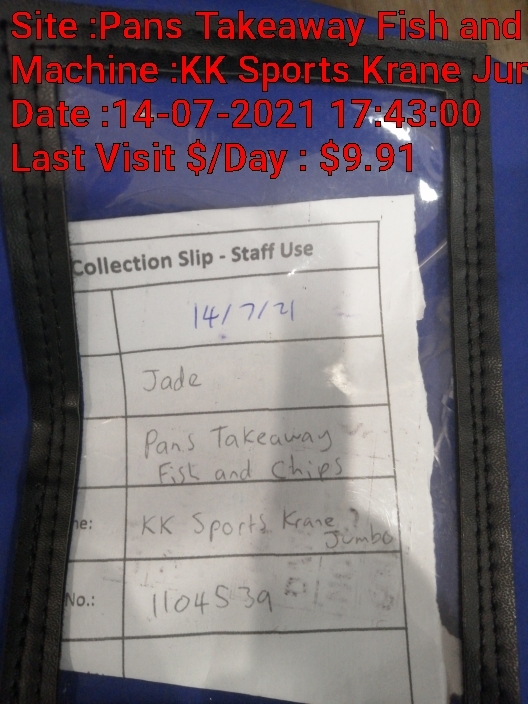 Site :Pans Takeaway Fish and
Machine :KK Sports Krane Jum
Date :14-07-2021 17:43:00
Last Visit $/Day : $9.91
Collection Slip - Staff Use
14/7/21
Jade
Pans Takeaway
Fish and Chips
ne:
KK Sports Krane ?
Jumbo
No.:
1104539